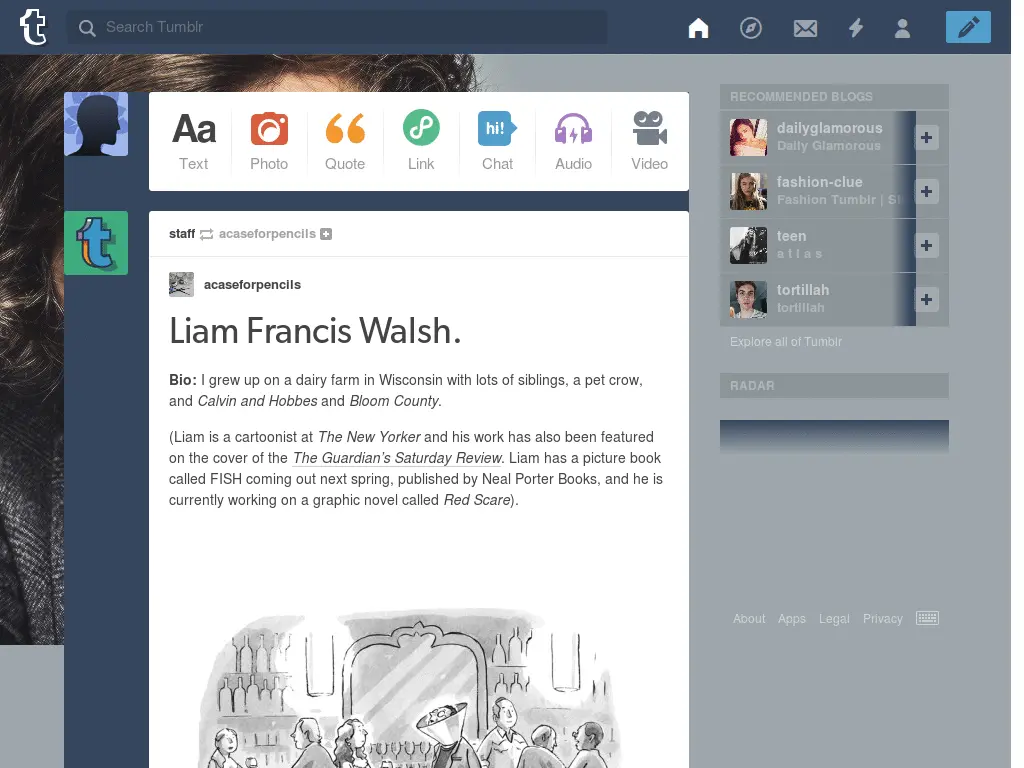 Search Tumblr
Aa
Text
Photo
Quote
Link
hi!
Chat
Audio
Video
staff acaseforpencils
acaseforpencils
Liam Francis Walsh.
Bio: I grew up on a dairy farm in Wisconsin with lots of siblings, a pet crow,
and Calvin and Hobbes and Bloom County.
(Liam is a cartoonist at The New Yorker and his work has also been featured
on the cover of the The Guardian’s Saturday Review. Liam has a picture book
called FISH coming out next spring, published by Neal Porter Books, and he is
currently working on a graphic novel called Red Scare).
RECOMMENDED BLOGS
dailyglamorous
Daily Glamorous
fashion-clue
Fashion Tumblr |
teen
a t l a s
tortillah
tortillah
Explore all of Tumblr
RADAR
About Apps Legal Privacy